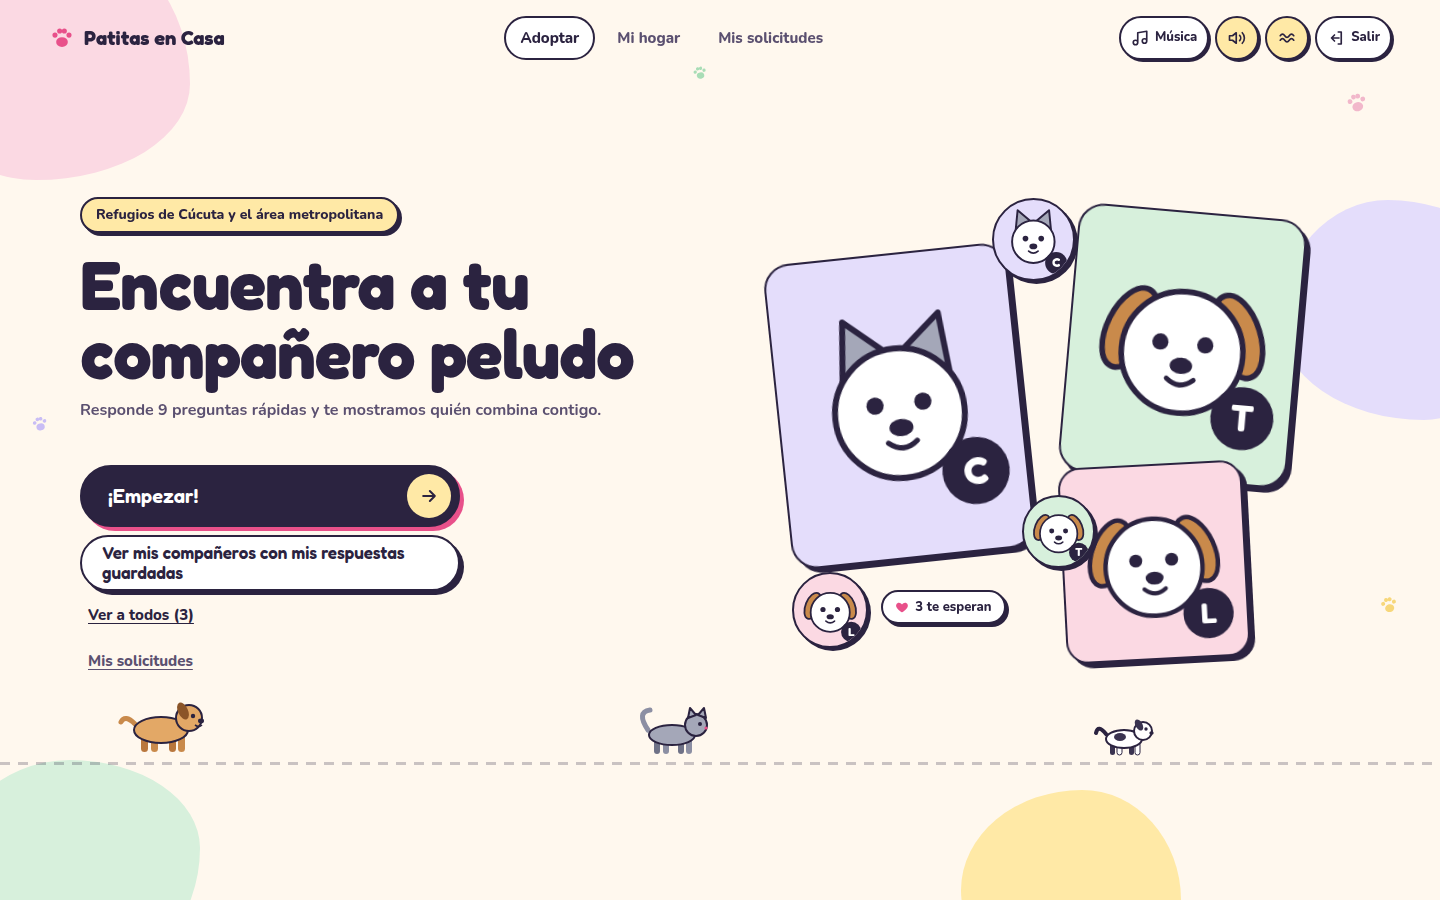 Patitas en Casa
Adoptar
Mi hogar
Mis solicitudes
Música
Salir
Refugios de Cúcuta y el área metropolitana
Encuentra a tu
compañero peludo
Responde 9 preguntas rápidas y te mostramos quién combina contigo.
¡Empezar!
Ver mis compañeros con mis respuestas
guardadas
Ver a todos (3)
Mis solicitudes
C
C
T
T
L
L
3 te esperan